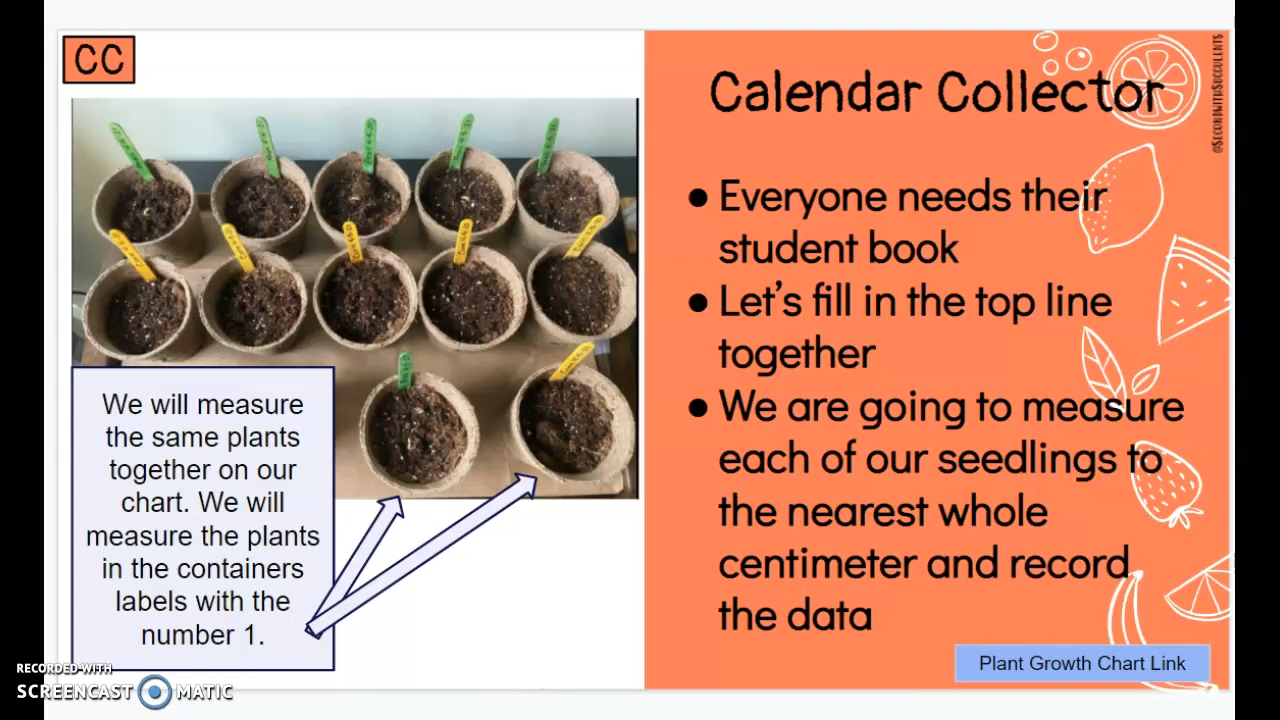 CC
Calendar Collector
@SECONDWITHSUCCULENTS
● Everyone needs their
student book
● Let's fill in the top line
together
● We are going to measure
each of our seedlings to
the nearest whole
centimeter and record
the data
We will measure
the same plants
together on our
chart. We will
measure the plants
in the containers
labels with the
number 1.
Plant Growth Chart Link
RECORDED WITH
SCREENCAST MATIC